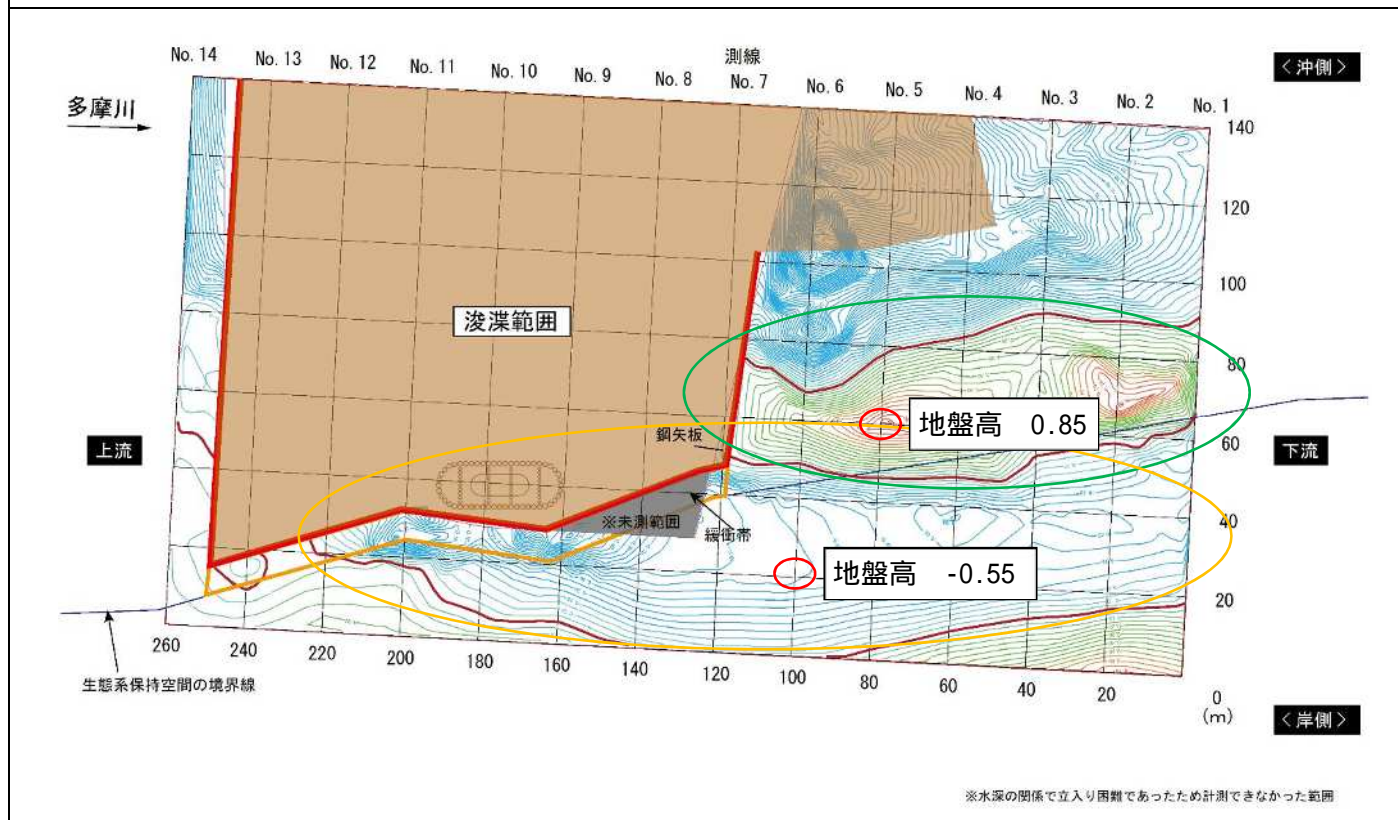 測線
No. 14 No. 13 No. 12 No. 11 No. 10 No. 9 No. 8 No. 7 No. 6 No. 5 No. 4 No. 3 No. 2 No. 1
＜沖側＞
多摩川
140
120
100
浚渫範囲
80
地盤高 0.85
鋼矢板
60
上流
下流
※未測範囲
緩衝帯
40
地盤高 -0.55
20
260 240 220 200 180 160 120 140 100 80 60 40 20 0
(m)
生態系保持空間の境界線
＜岸側＞
※水深の関係で立入り困難であったため計測できなかった範囲